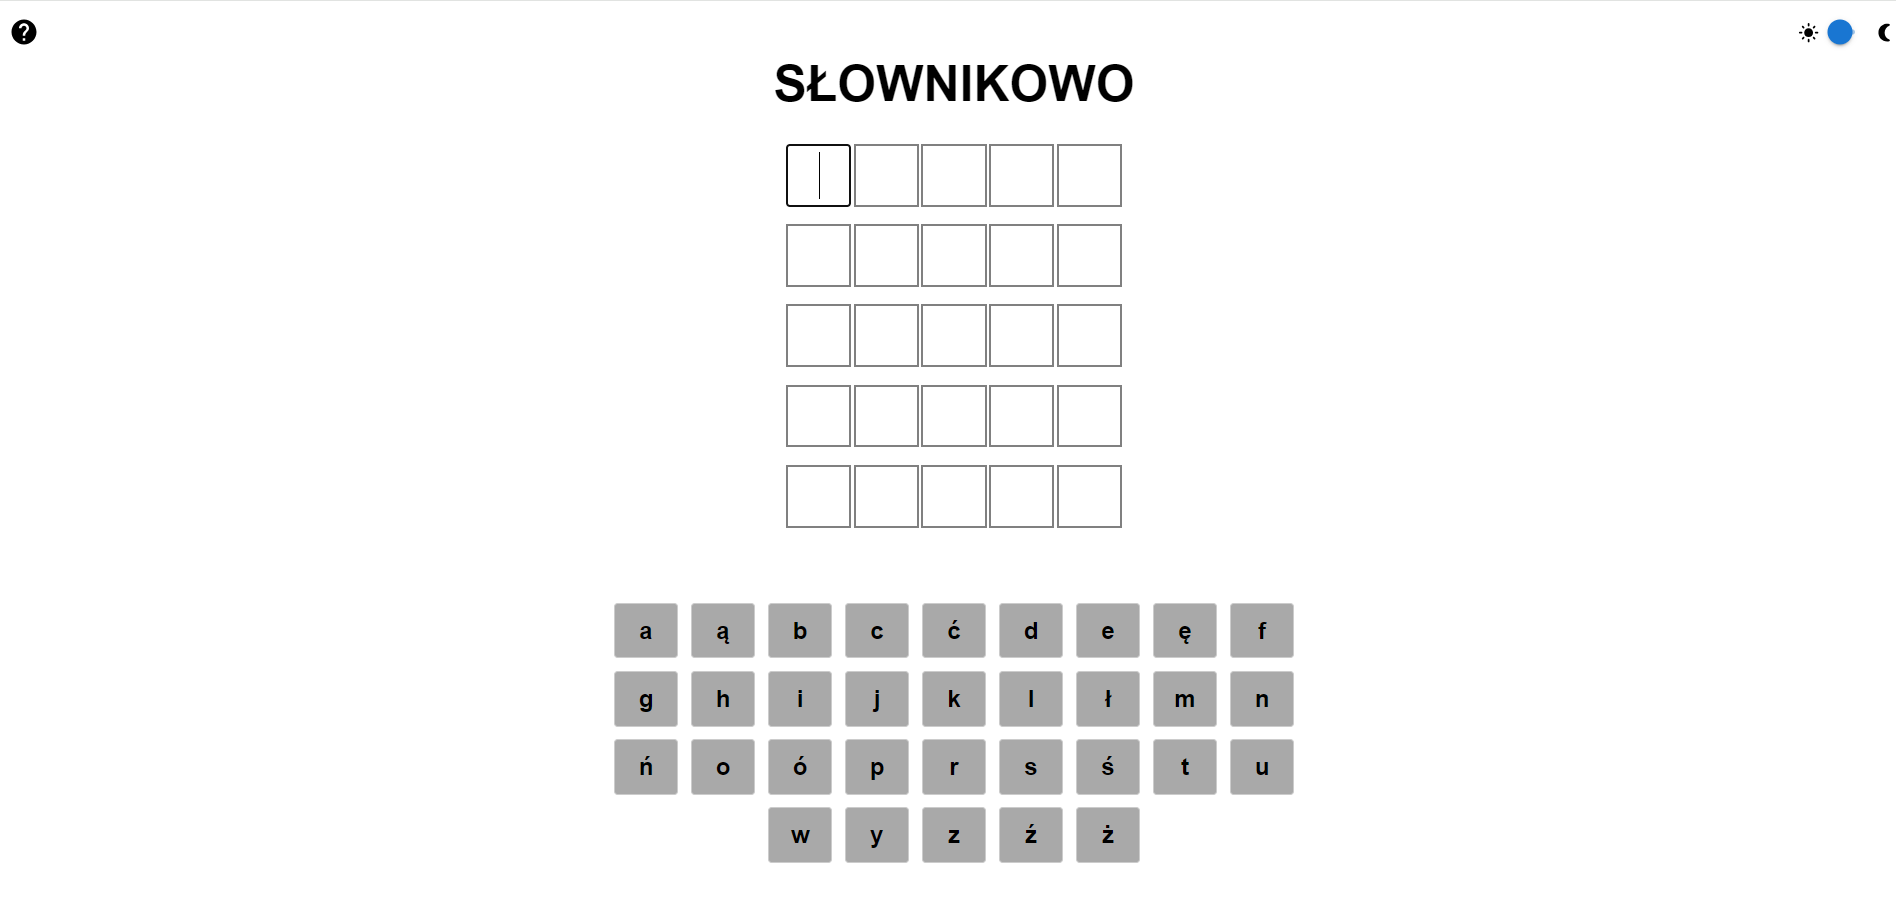 SŁOWNIKOWO
a ą b c ć d e ę f
g h i j k l ł m n
ń o ó p r s ś t u
w y z ź ż